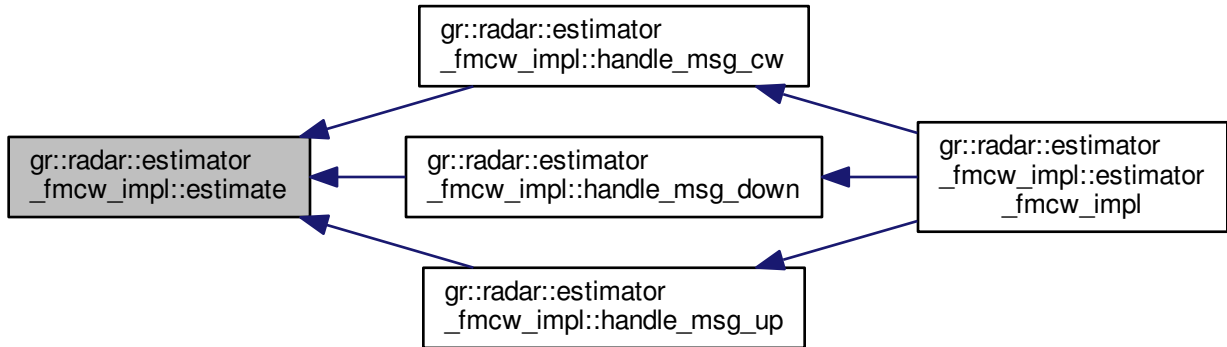 gr::radar::estimator
_fmcw_impl::estimate
gr::radar::estimator
_fmcw_impl::handle_msg_cw
gr::radar::estimator
_fmcw_impl::handle_msg_down
gr::radar::estimator
_fmcw_impl::handle_msg_up
gr::radar::estimator
_fmcw_impl::estimator
_fmcw_impl